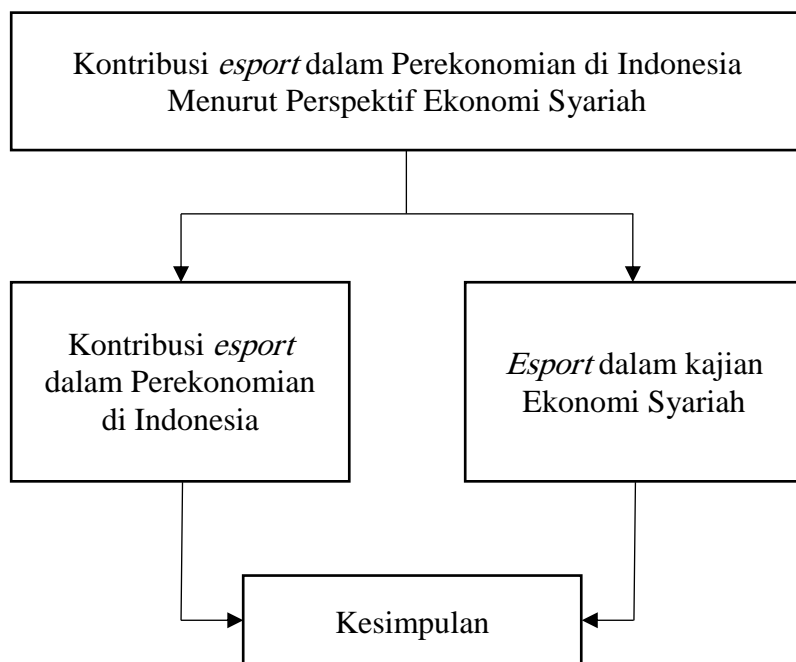 Kontribusi esport dalam Perekonomian di Indonesia
Menurut Perspektif Ekonomi Syariah
Kontribusi esport
dalam Perekonomian
di Indonesia
Esport dalam kajian
Ekonomi Syariah
Kesimpulan